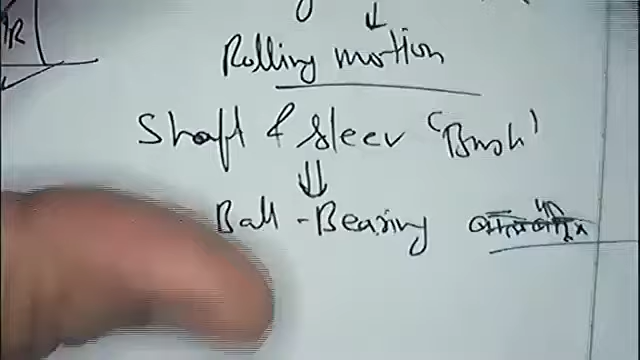 R
Rolling motion
Shaft & Sleev 'Bush'
Ball - Bearing